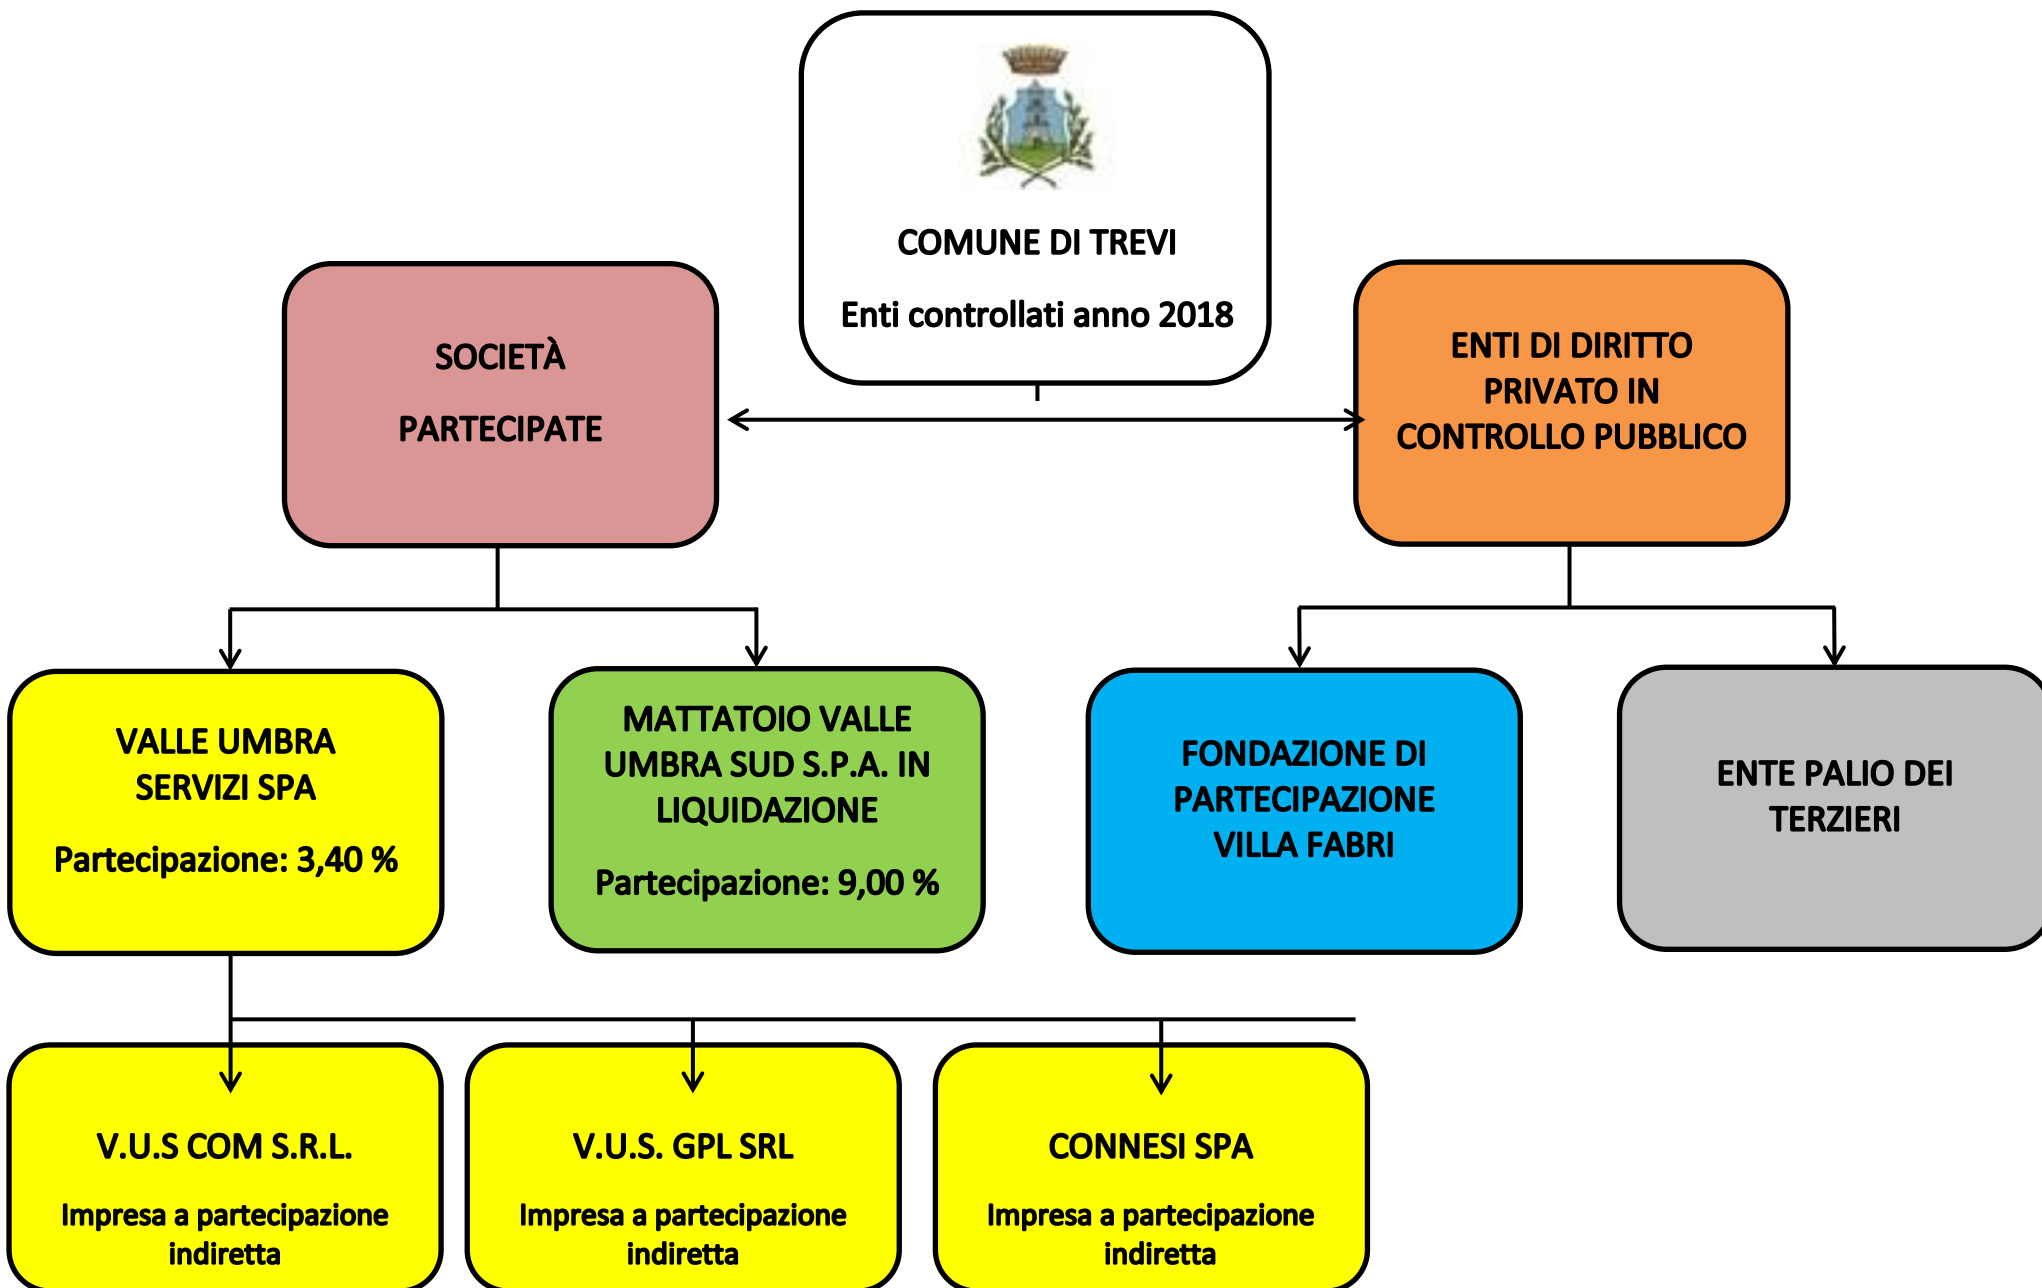 COMUNE DI TREVI
Enti controllati anno 2018
SOCIETÀ
PARTECIPATE
ENTI DI DIRITTO
PRIVATO IN
CONTROLLO PUBBLICO
VALLE UMBRA
SERVIZI SPA
Partecipazione: 3,40 %
MATTATOIO VALLE
UMBRA SUD S.P.A. IN
LIQUIDAZIONE
Partecipazione: 9,00 %
FONDAZIONE DI
PARTECIPAZIONE
VILLA FABRI
ENTE PALIO DEI
TERZIERI
V.U.S COM S.R.L.
Impresa a partecipazione
indiretta
V.U.S. GPL SRL
Impresa a partecipazione
indiretta
CONNESI SPA
Impresa a partecipazione
indiretta